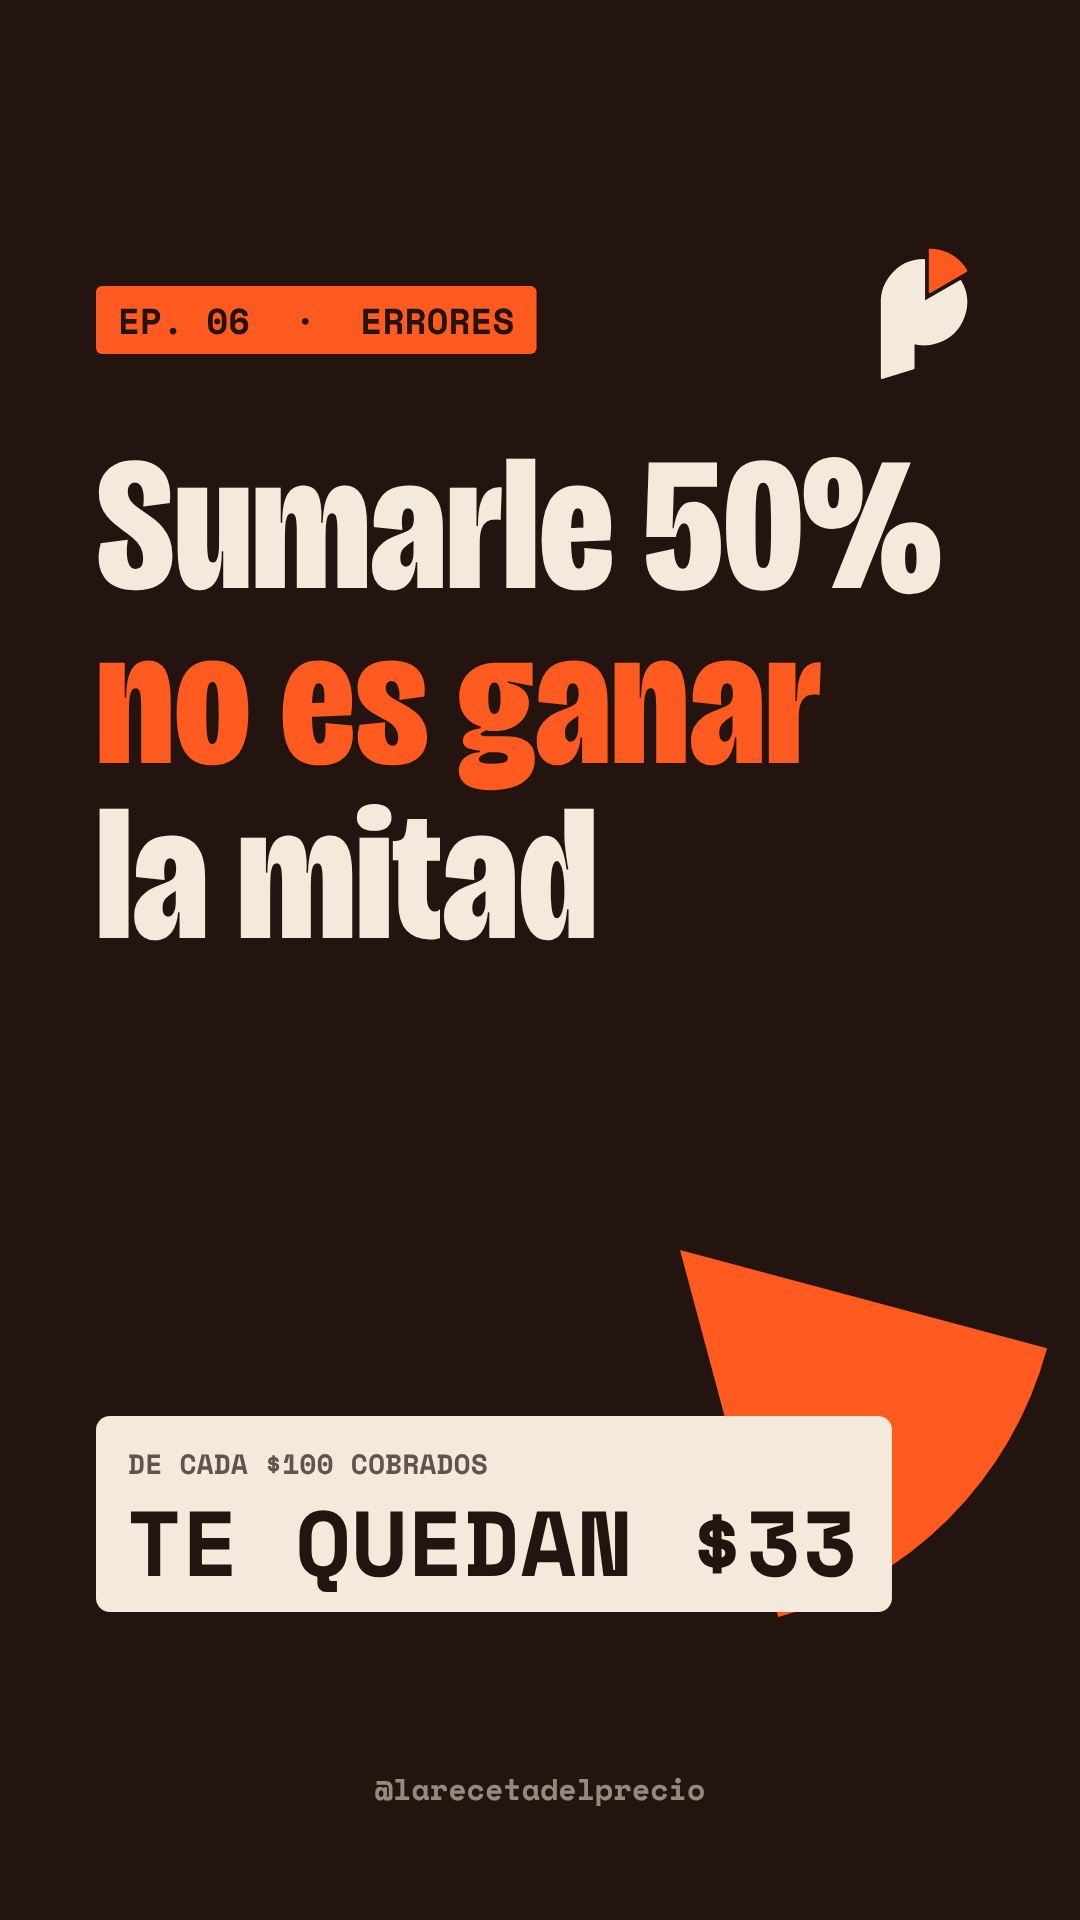 EP. 06 · ERRORES
Sumarle 50%
no es ganar
la mitad
DE CADA $100 COBRADOS
TE QUEDAN $33
@larecetadelprecio